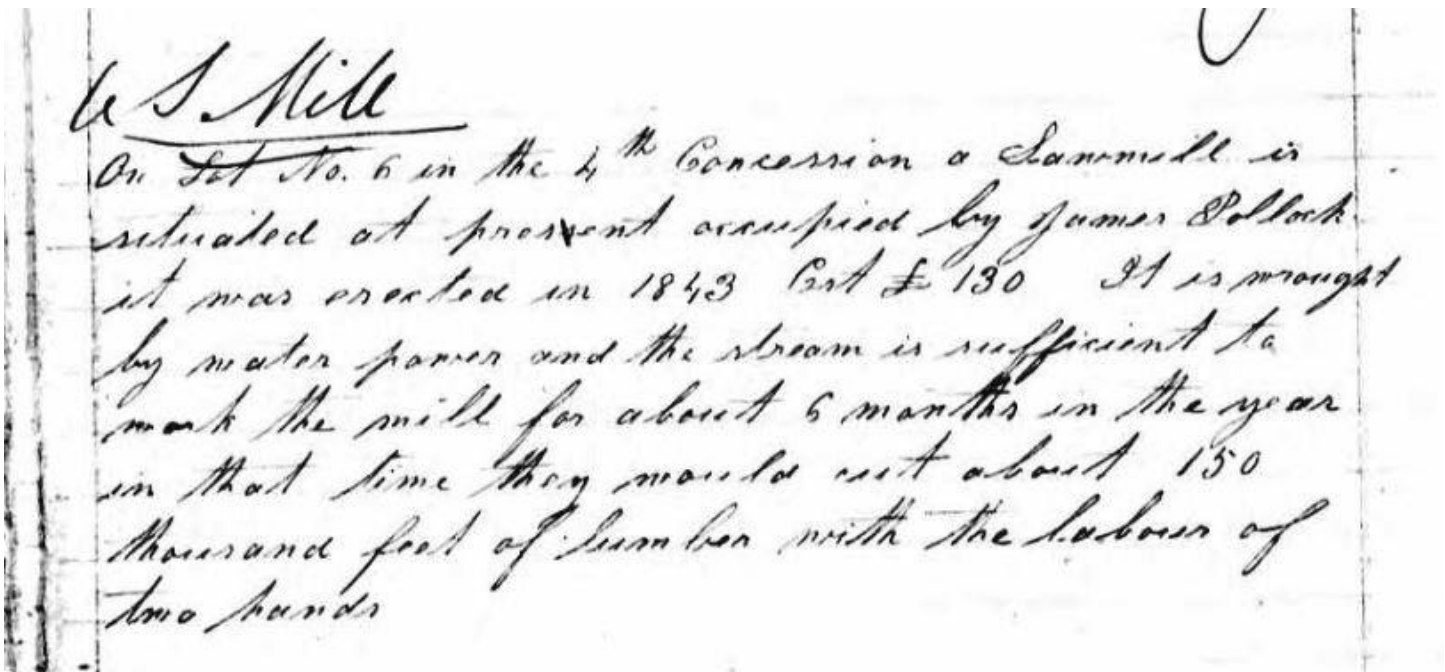 6 S. Mill
On Lot No. 6 in the 4th Concession a Sawmill is
situated at present occupied by James Pollock
it was erected in 1843 Cost £ 130 It is wrought
by water power and the stream is sufficient to
work the mill for about 6 months in the year
in that time they would cut about 150
thousand feet of lumber with the labour of
two hands